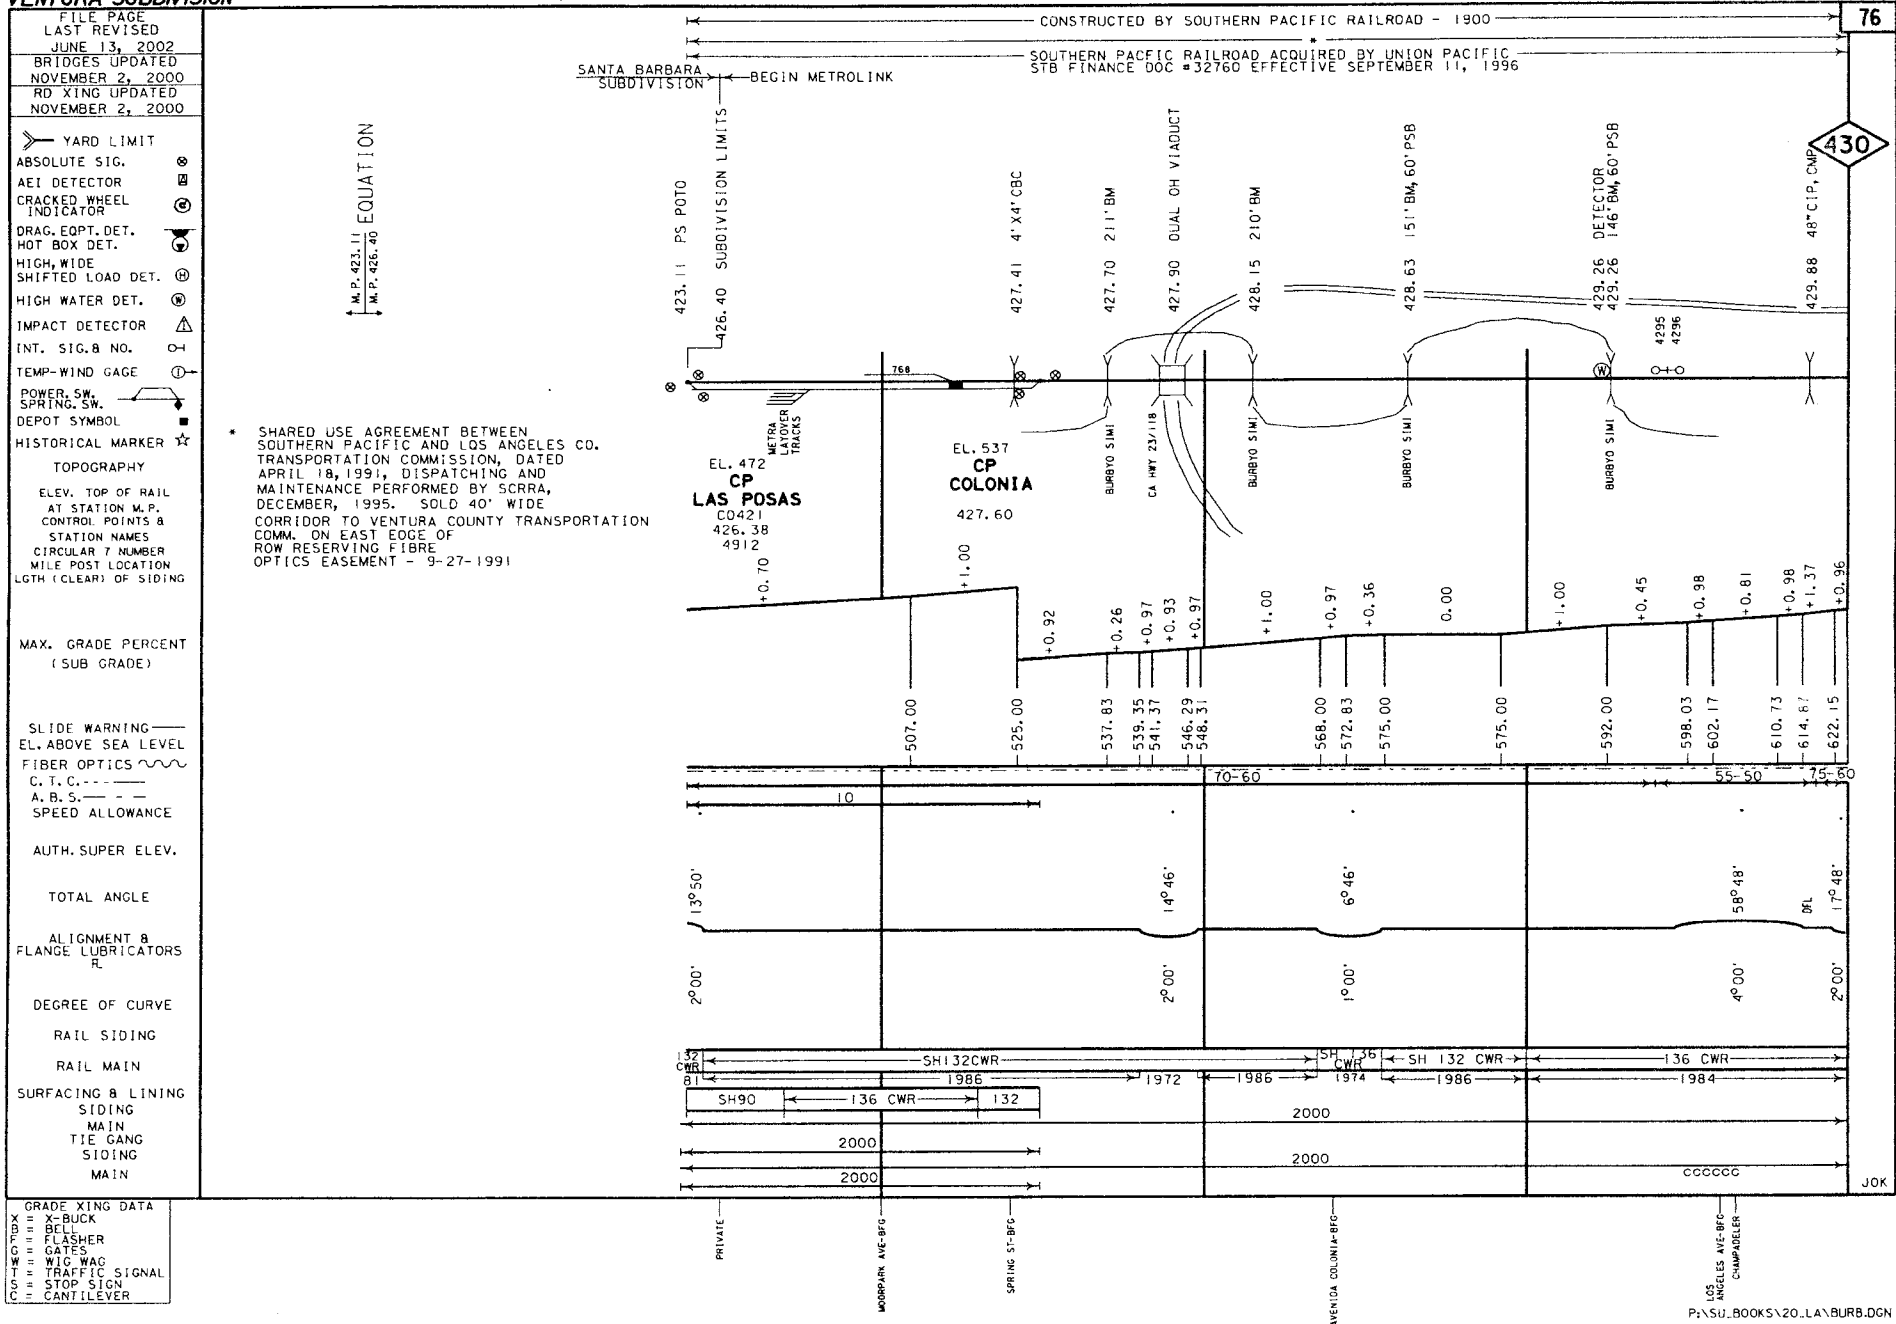 VENTURA SUBDIVISION
76
FILE PAGE
LAST REVISED
JUNE 13, 2002
BRIDGES UPDATED
NOVEMBER 2, 2000
RD XING UPDATED
NOVEMBER 2, 2000
YARD LIMIT
ABSOLUTE SIG.
AEI DETECTOR
CRACKED WHEEL
INDICATOR
DRAG. EQPT. DET.
HOT BOX DET.
HIGH, WIDE
SHIFTED LOAD DET.
HIGH WATER DET.
IMPACT DETECTOR
INT. SIG.& NO.
TEMP-WIND GAGE
POWER. SW.
SPRING. SW.
DEPOT SYMBOL
HISTORICAL MARKER
TOPOGRAPHY
ELEV. TOP OF RAIL
AT STATION M.P.
CONTROL POINTS &
STATION NAMES
CIRCULAR 7 NUMBER
MILE POST LOCATION
LGTH (CLEAR) OF SIDING
MAX. GRADE PERCENT
(SUB GRADE)
SLIDE WARNING
EL. ABOVE SEA LEVEL
FIBER OPTICS
C. T. C.
A. B. S.
SPEED ALLOWANCE
AUTH. SUPER ELEV.
TOTAL ANGLE
ALIGNMENT &
FLANGE LUBRICATORS
FL
DEGREE OF CURVE
RAIL SIDING
RAIL MAIN
SURFACING & LINING
SIDING
MAIN
TIE GANG
SIDING
MAIN
GRADE XING DATA
X = X-BUCK
B = BELL
F = FLASHER
G = GATES
W = WIG WAG
T = TRAFFIC SIGNAL
S = STOP SIGN
C = CANTILEVER
CONSTRUCTED BY SOUTHERN PACIFIC RAILROAD - 1900
*
SOUTHERN PACFIC RAILROAD ACQUIRED BY UNION PACIFIC
STB FINANCE DOC #32760 EFFECTIVE SEPTEMBER 11, 1996
SANTA BARBARA
SUBDIVISION
BEGIN METROLINK
430
M.P. 423.11
M.P. 426.40
EQUATION
423.11 PS POTO
426.40 SUBDIVISION LIMITS
427.41 4'X4'CBC
427.70 211'BM
427.90 DUAL OH VIADUCT
428.15 210'BM
428.63 151'BM,60'PSB
429.26 DETECTOR
429.26 146'BM,60'PSB
429.88 48"CIP,CMP
4295
4296
768
METRA
LAYOVER
TRACKS
W
BURBYO SIMI
CA HWY 23/118
BURBYO SIMI
BURBYO SIMI
BURBYO SIMI
* SHARED USE AGREEMENT BETWEEN
SOUTHERN PACIFIC AND LOS ANGELES CO.
TRANSPORTATION COMMISSION, DATED
APRIL 18, 1991, DISPATCHING AND
MAINTENANCE PERFORMED BY SCRRA,
DECEMBER, 1995. SOLD 40' WIDE
CORRIDOR TO VENTURA COUNTY TRANSPORTATION
COMM. ON EAST EDGE OF
ROW RESERVING FIBRE
OPTICS EASEMENT - 9-27-1991
EL. 472
CP
LAS POSAS
CO421
426.38
4912
EL. 537
CP
COLONIA
427.60
+0.70 +1.00 +0.92 +0.26 +0.97 +0.93 +0.97 +1.00 +0.97 +0.36 0.00 +1.00 +0.45 +0.98 +0.81 +0.98 +1.37 +0.96
507.00 525.00 537.83 539.35 541.37 546.29 548.31 568.00 572.83 575.00 575.00 592.00 598.03 602.17 610.73 614.87 622.15
70-60 55-50 75-60
10
13°50' 14°46' 6°46' 58°48' DFL 17°48'
2°00' 2°00' 1°00' 4°00' 2°00'
132 CWR SH132CWR SH 136 CWR SH 132 CWR 136 CWR
81 1986 1972 1986 1974 1986 1984
SH90 136 CWR 132
2000
2000
2000
2000
CCCCCC
JOK
PRIVATE
MOORPARK AVE-BFG
SPRING ST-BFG
AVENIDA COLONIA-BFG
LOS
ANGELES AVE-BFG
CHAMPADELER
P:\SU_BOOKS\20_LA\BURB.DGN